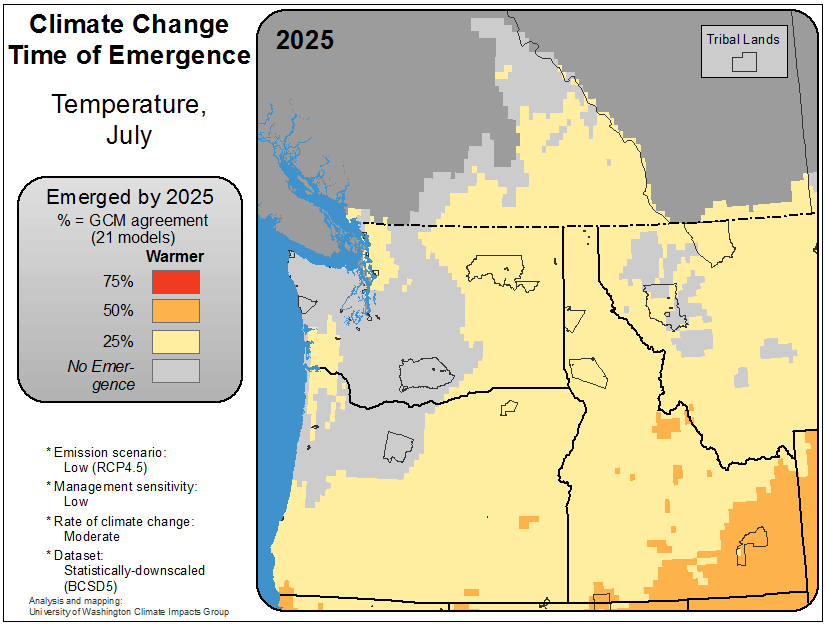 Climate Change
Time of Emergence
Temperature,
July
Emerged by 2025
% = GCM agreement
(21 models)
Warmer
75%
50%
25%
No Emer-
gence
* Emission scenario:
Low (RCP4.5)
* Management sensitivity:
Low
* Rate of climate change:
Moderate
* Dataset:
Statistically-downscaled
(BCSD5)
Analysis and mapping:
University of Washington Climate Impacts Group
2025
Tribal Lands